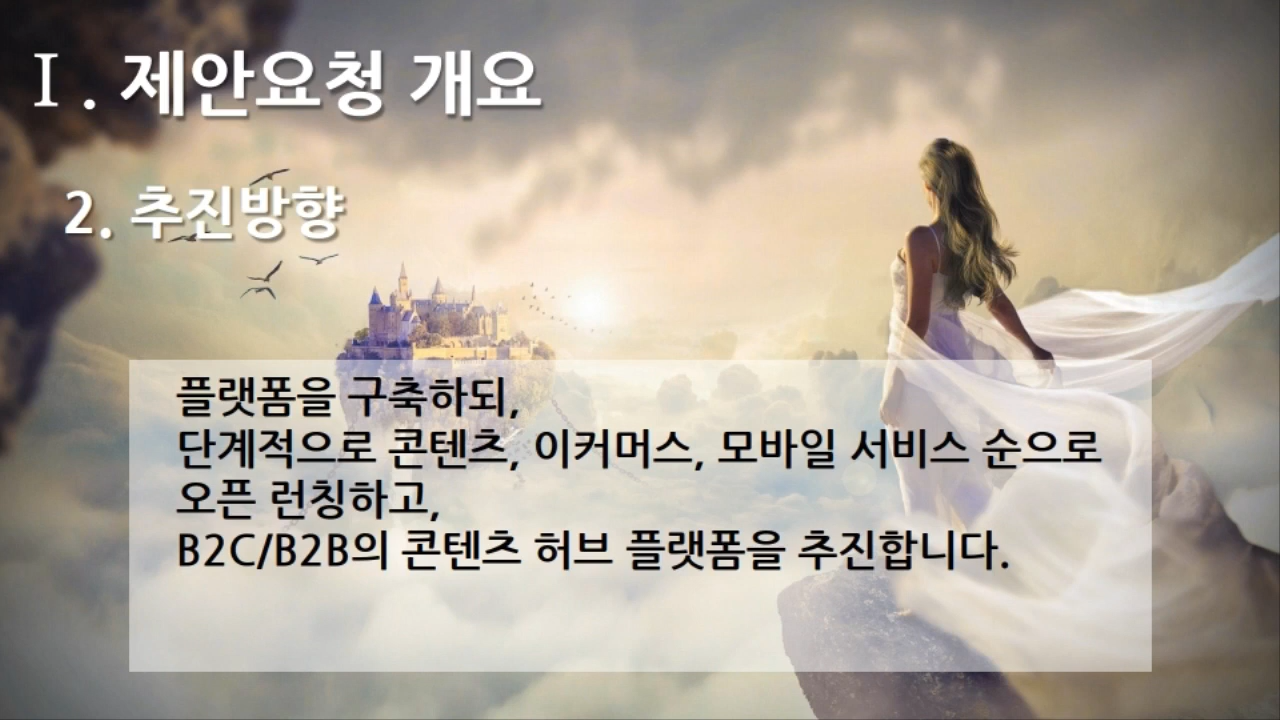 Ⅰ. 제안요청 개요
2. 추진방향
플랫폼을 구축하되,
단계적으로 콘텐츠, 이커머스, 모바일 서비스 순으로
오픈 런칭하고,
B2C/B2B의 콘텐츠 허브 플랫폼을 추진합니다.